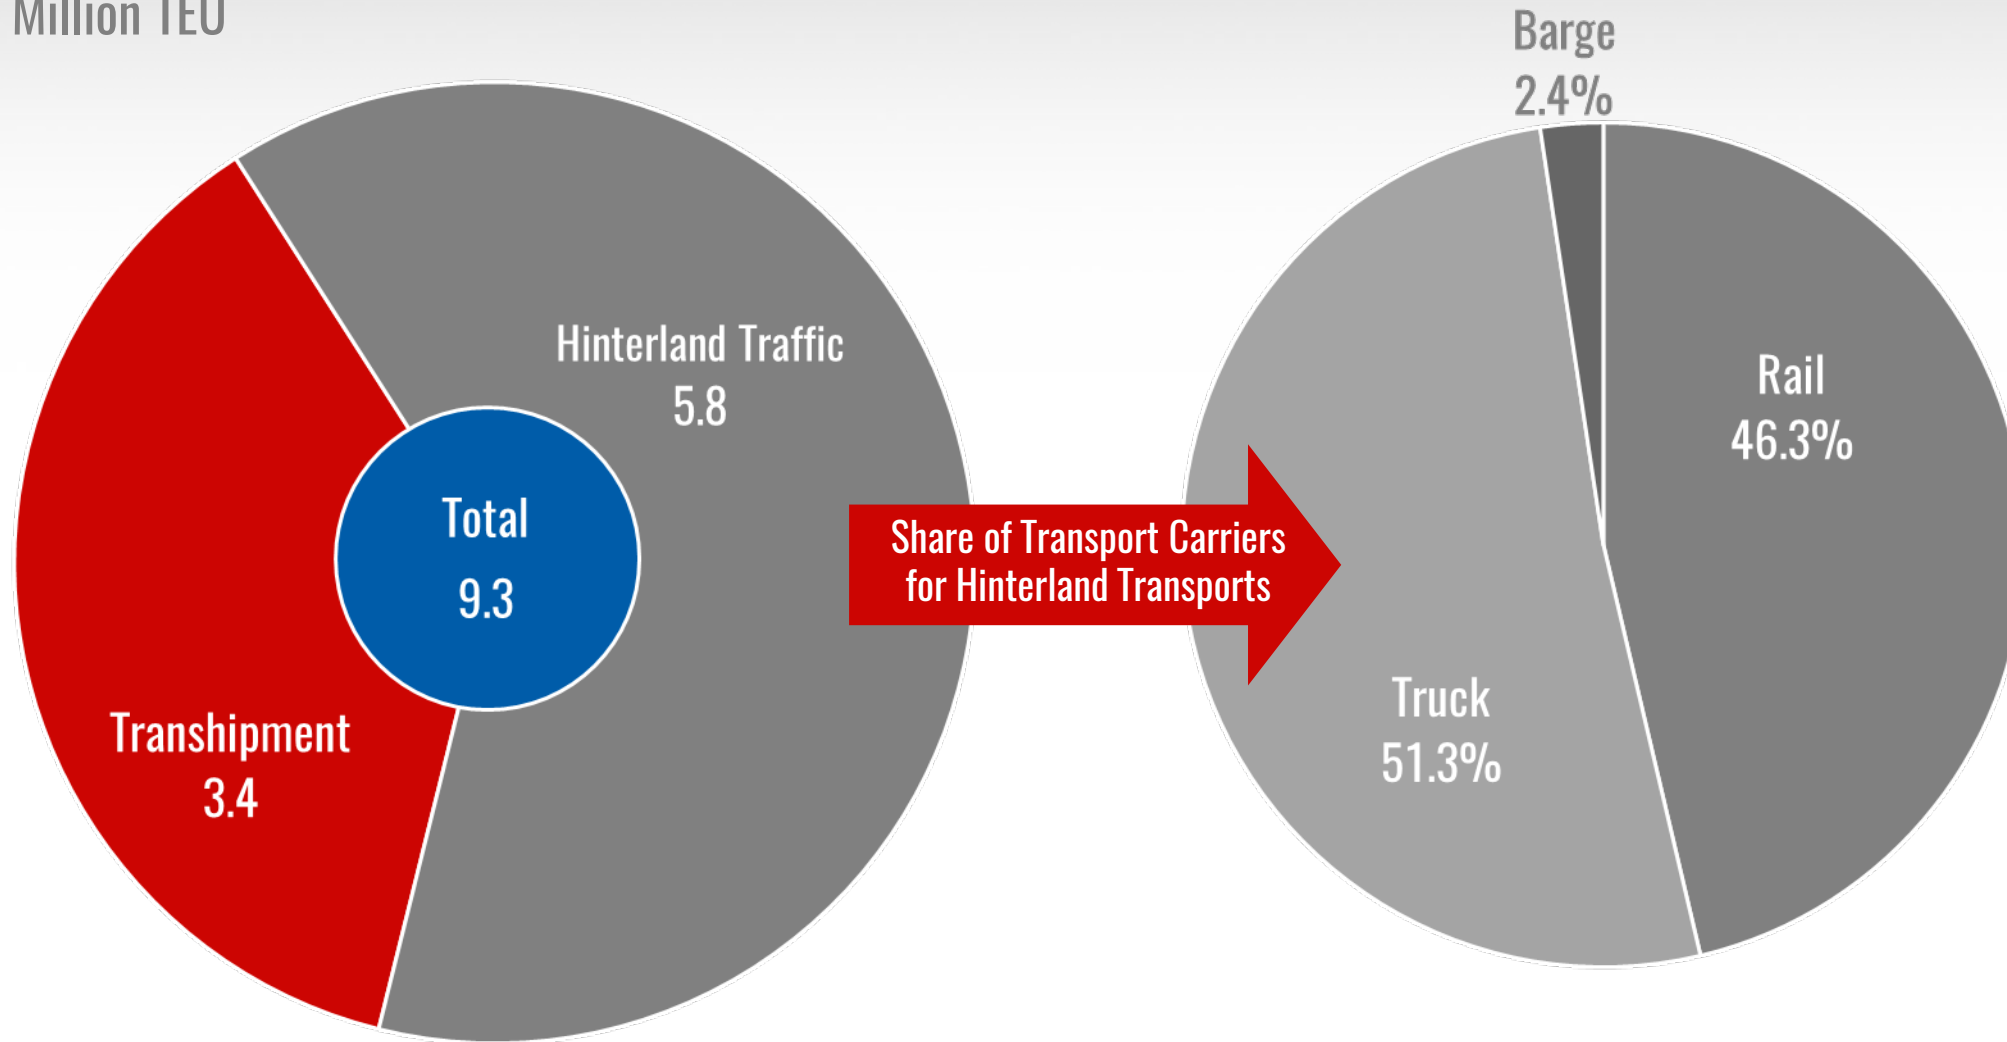 Million TEU
Hinterland Traffic
5.8
Total
9.3
Transhipment
3.4
Share of Transport Carriers
for Hinterland Transports
Barge
2.4%
Rail
46.3%
Truck
51.3%